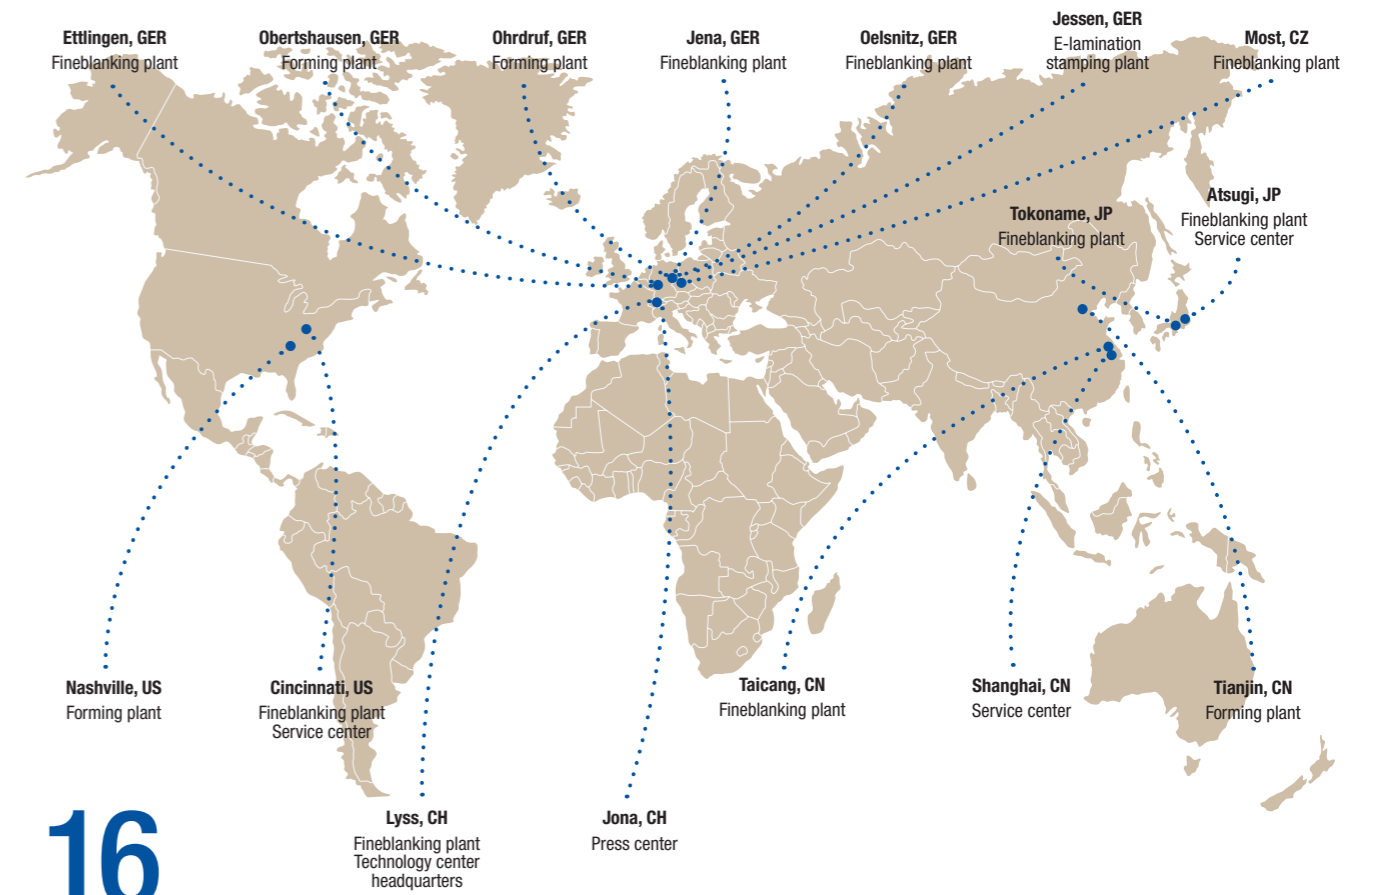 Ettlingen, GER
Fineblanking plant
Obertshausen, GER
Forming plant
Ohrdruf, GER
Forming plant
Jena, GER
Fineblanking plant
Oelsnitz, GER
Fineblanking plant
Jessen, GER
E-lamination
stamping plant
Most, CZ
Fineblanking plant
Tokoname, JP
Fineblanking plant
Atsugi, JP
Fineblanking plant
Service center
Nashville, US
Forming plant
Cincinnati, US
Fineblanking plant
Service center
Taicang, CN
Fineblanking plant
Shanghai, CN
Service center
Tianjin, CN
Forming plant
Lyss, CH
Fineblanking plant
Technology center
headquarters
Jona, CH
Press center
16